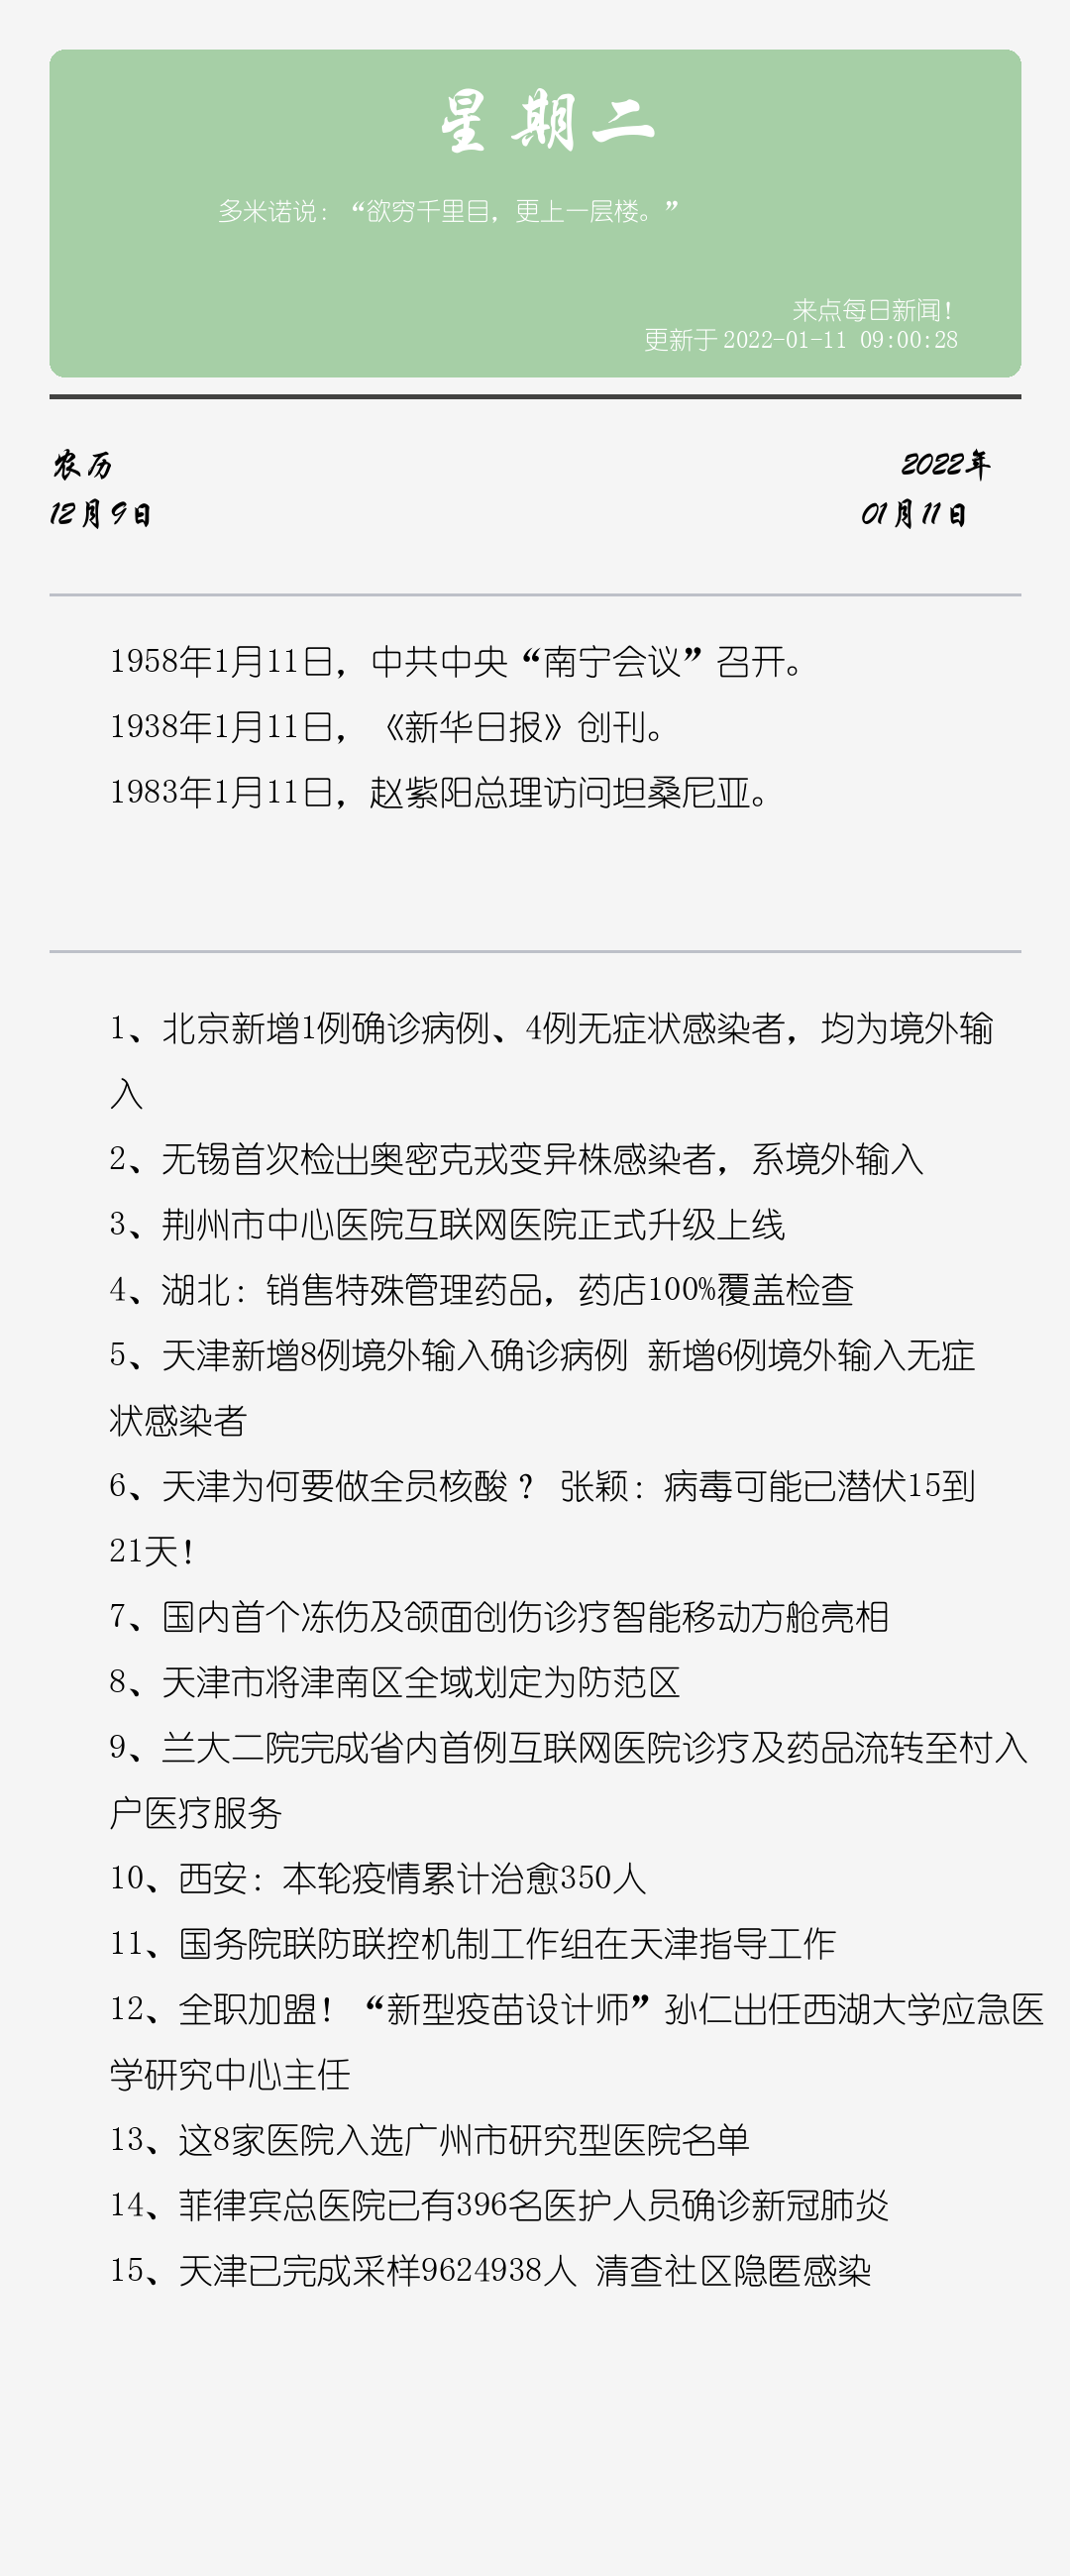 星期二
多米诺说：“欲穷千里目，更上一层楼。”
来点每日新闻！
更新于 2022-01-11 09:00:28
农历
2022年
12月9日
01月11日
1958年1月11日，中共中央“南宁会议”召开。
1938年1月11日，《新华日报》创刊。
1983年1月11日，赵紫阳总理访问坦桑尼亚。
1、北京新增1例确诊病例、4例无症状感染者，均为境外输
入
2、无锡首次检出奥密克戎变异株感染者，系境外输入
3、荆州市中心医院互联网医院正式升级上线
4、湖北：销售特殊管理药品，药店100%覆盖检查
5、天津新增8例境外输入确诊病例 新增6例境外输入无症
状感染者
6、天津为何要做全员核酸？ 张颖：病毒可能已潜伏15到
21天！
7、国内首个冻伤及颌面创伤诊疗智能移动方舱亮相
8、天津市将津南区全域划定为防范区
9、兰大二院完成省内首例互联网医院诊疗及药品流转至村入
户医疗服务
10、西安：本轮疫情累计治愈350人
11、国务院联防联控机制工作组在天津指导工作
12、全职加盟！“新型疫苗设计师”孙仁出任西湖大学应急医
学研究中心主任
13、这8家医院入选广州市研究型医院名单
14、菲律宾总医院已有396名医护人员确诊新冠肺炎
15、天津已完成采样9624938人 清查社区隐匿感染